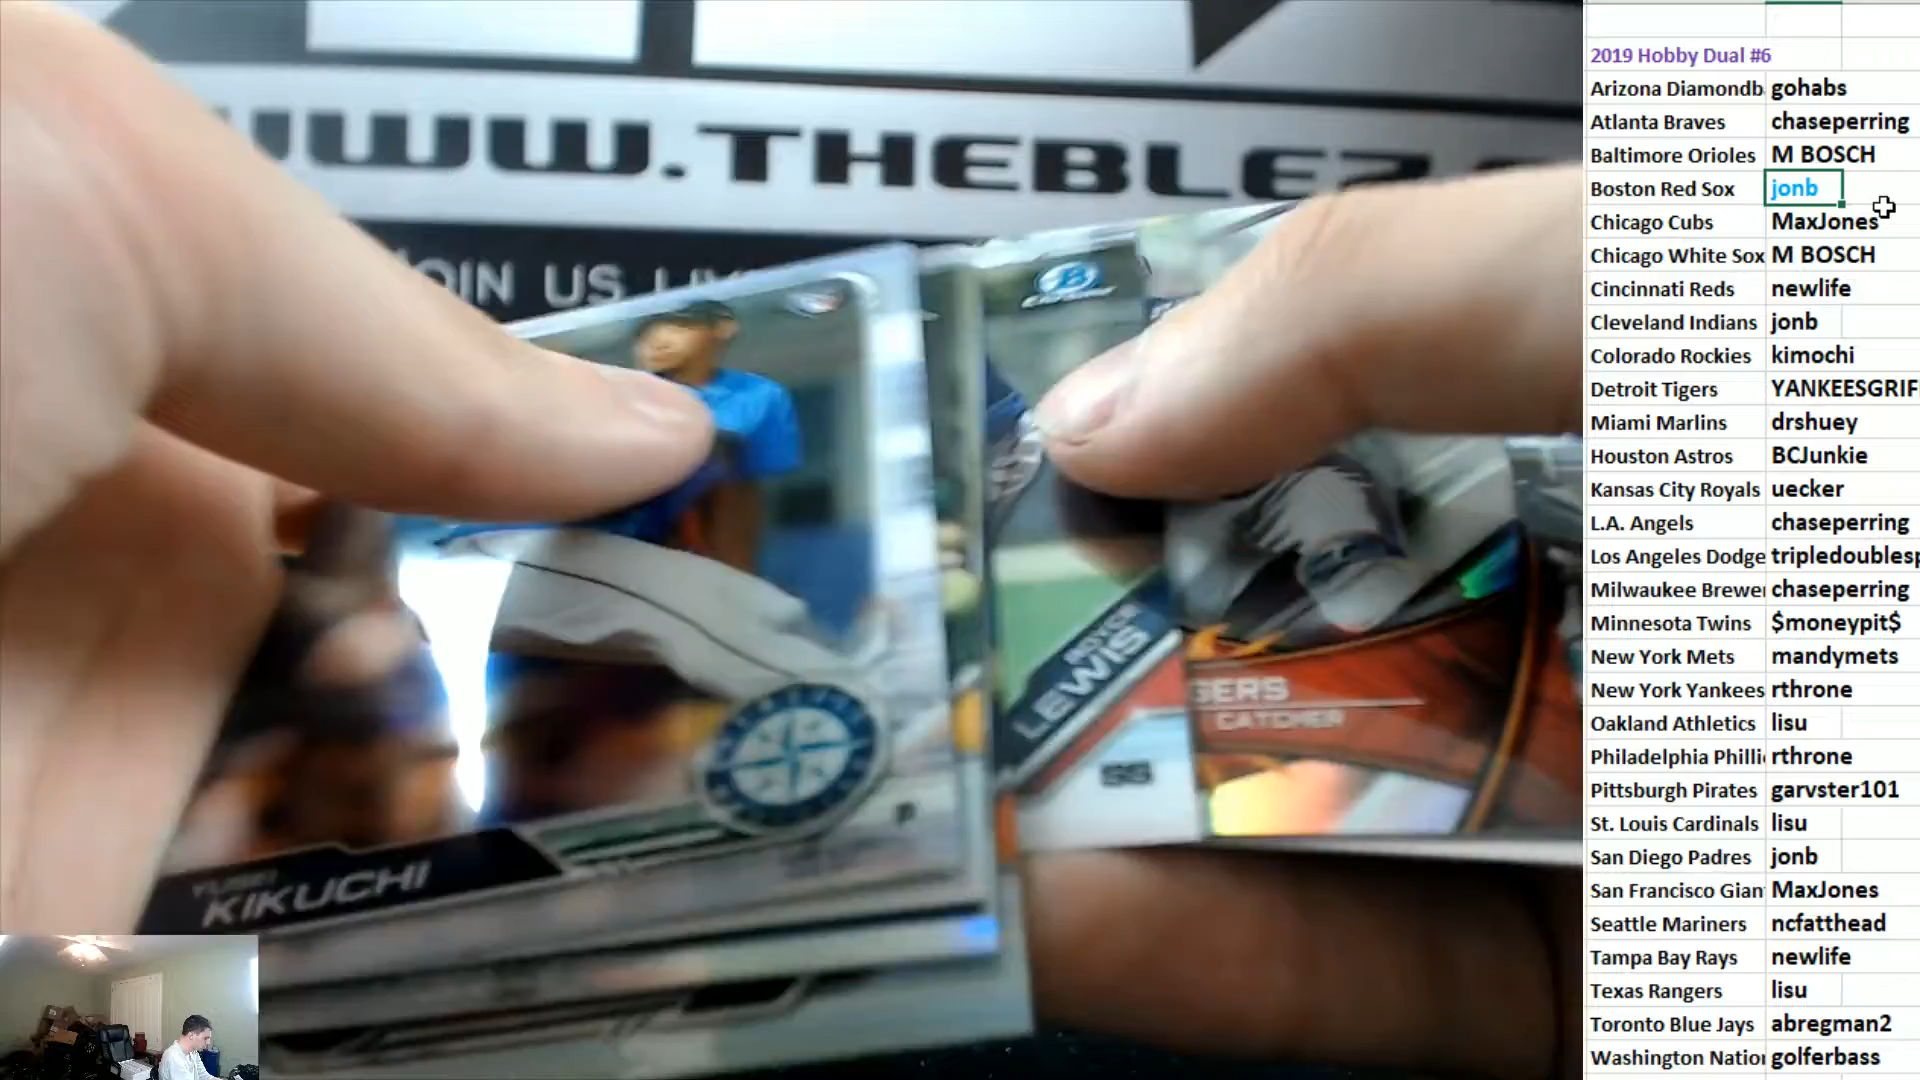 WWW.THEBLEZ
JOIN US LIV
YUSEI
KIKUCHI
P
ROYCE
LEWIS
SS
GERS
CATCHER
2019 Hobby Dual #6
Arizona Diamondb gohabs
Atlanta Braves chaseperring
Baltimore Orioles M BOSCH
Boston Red Sox jonb
Chicago Cubs MaxJones
Chicago White Sox M BOSCH
Cincinnati Reds newlife
Cleveland Indians jonb
Colorado Rockies kimochi
Detroit Tigers YANKEESGRIF
Miami Marlins drshuey
Houston Astros BCJunkie
Kansas City Royals uecker
L.A. Angels chaseperring
Los Angeles Dodge tripledoublesp
Milwaukee Brewer chaseperring
Minnesota Twins $moneypit$
New York Mets mandymets
New York Yankees rthrone
Oakland Athletics lisu
Philadelphia Philli rthrone
Pittsburgh Pirates garvster101
St. Louis Cardinals lisu
San Diego Padres jonb
San Francisco Gian MaxJones
Seattle Mariners ncfatthead
Tampa Bay Rays newlife
Texas Rangers lisu
Toronto Blue Jays abregman2
Washington Natio golferbass